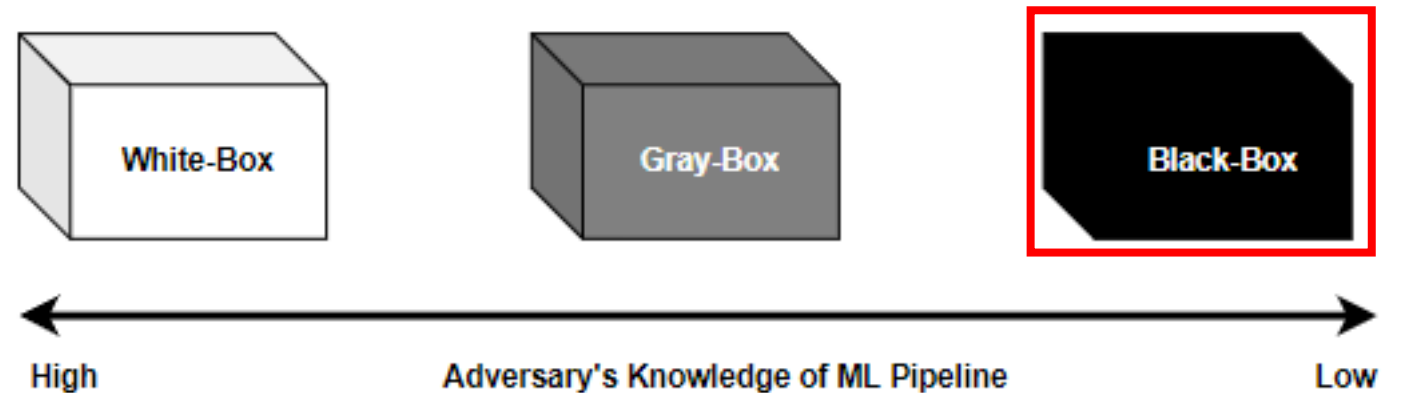 White-Box
Gray-Box
Black-Box
High
Adversary's Knowledge of ML Pipeline
Low